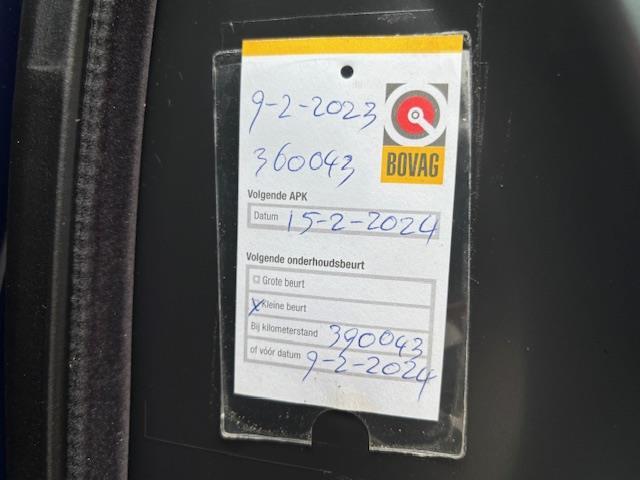 9-2-2023
360043
BOVAG
Volgende APK
Datum 15-2-2024
Volgende onderhoudsbeurt
Grote beurt
Kleine beurt
Bij kilometerstand 390043
of vóór datum 9-2-2024